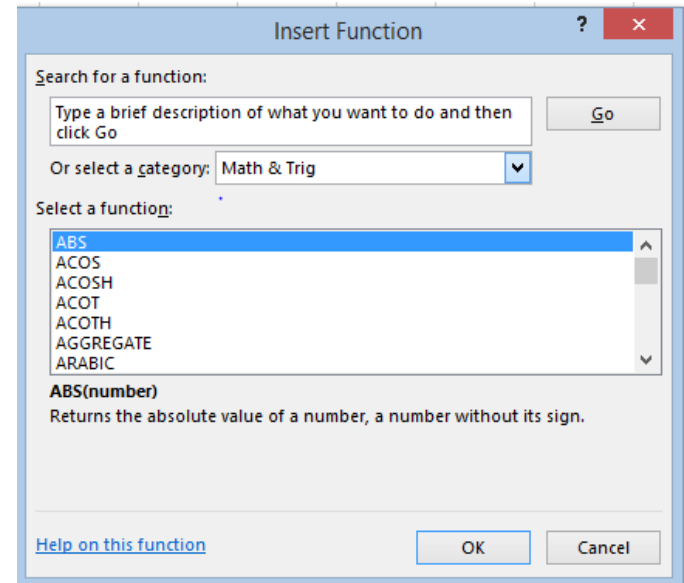 Insert Function
?
×
Search for a function:
Type a brief description of what you want to do and then
click Go
Go
Or select a category: Math & Trig
Select a function:
ABS
ACOS
ACOSH
ACOT
ACOTH
AGGREGATE
ARABIC
ABS(number)
Returns the absolute value of a number, a number without its sign.
Help on this function
OK
Cancel